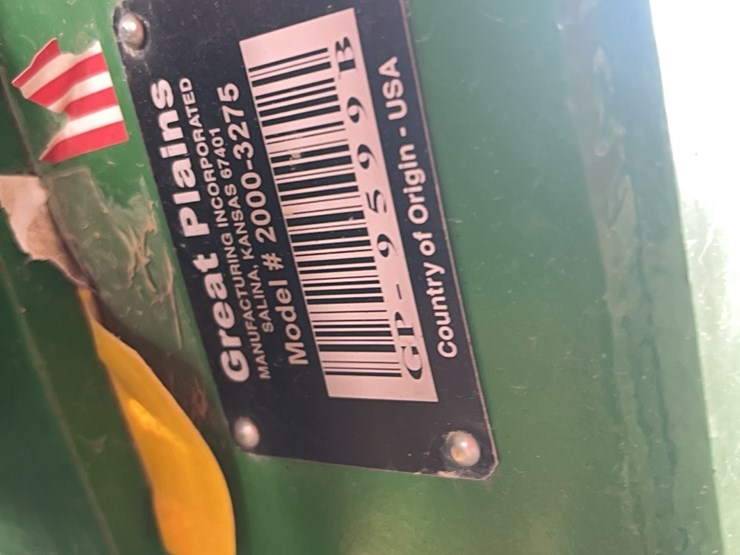 Great Plains
MANUFACTURING INCORPORATED
SALINA, KANSAS 67401
Model # 2000-3275
GP-9599B
Country of Origin - USA